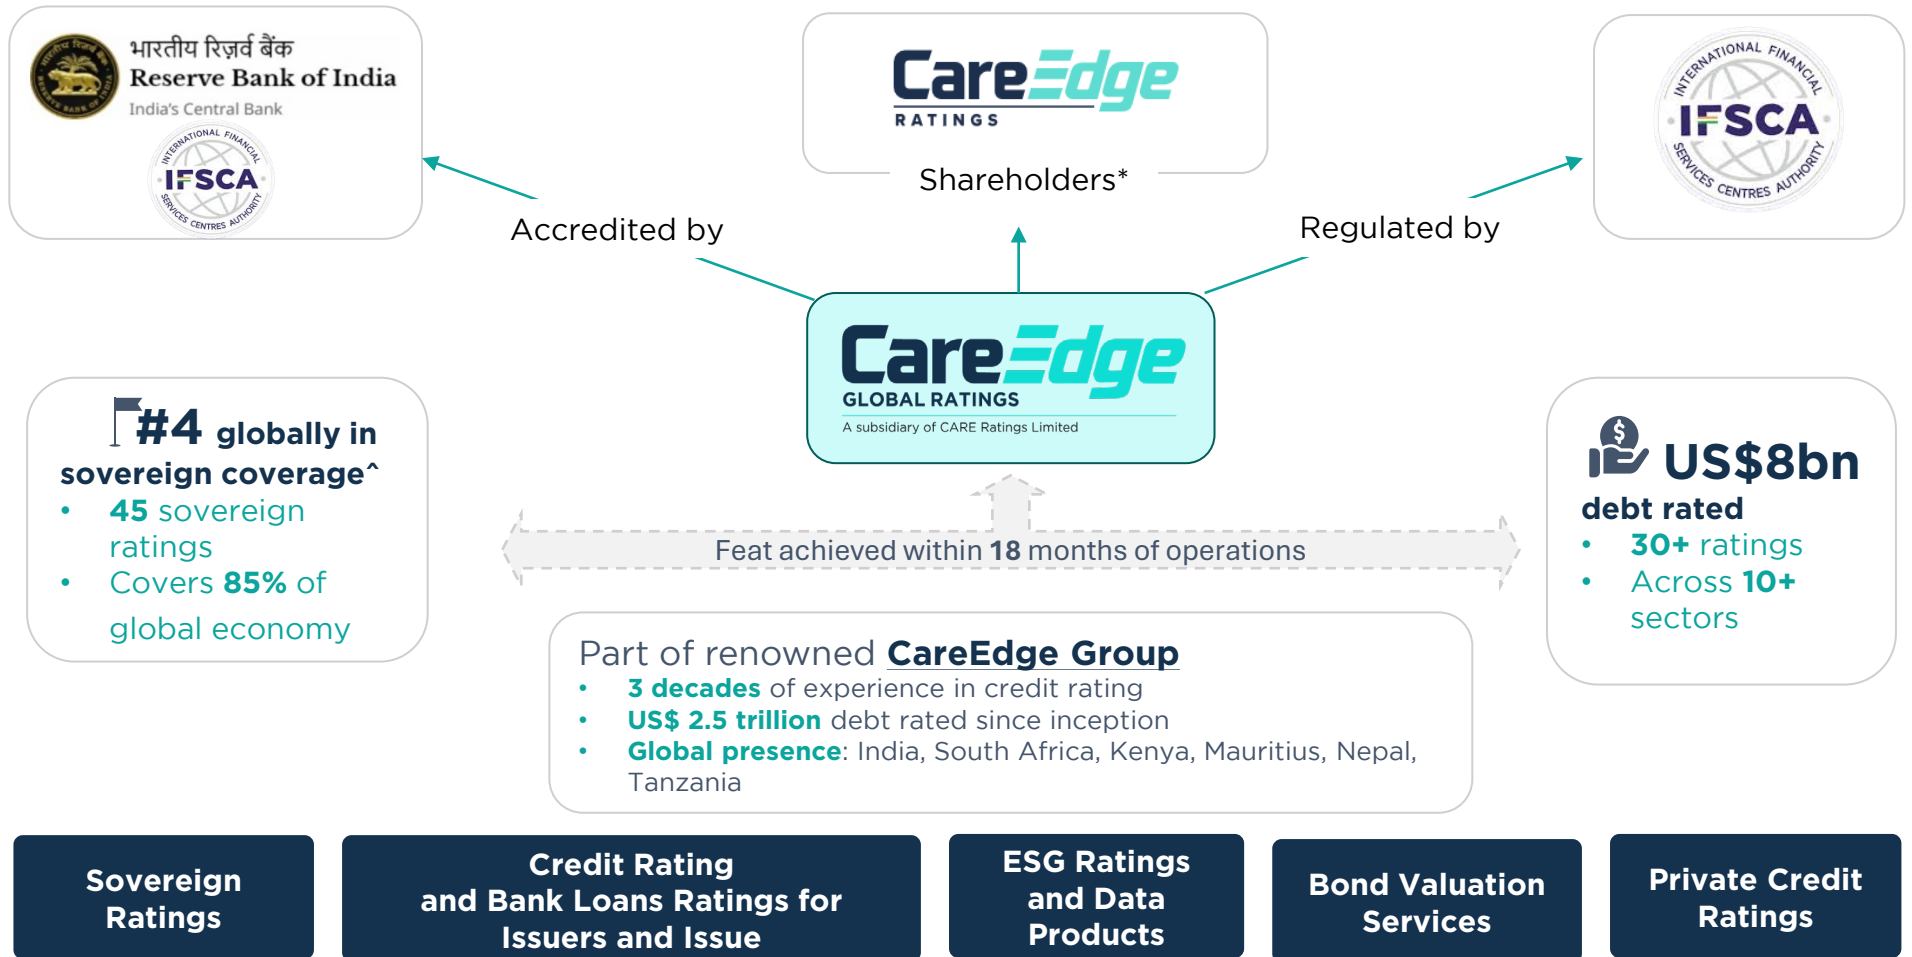 भारतीय रिज़र्व बैंक
Reserve Bank of India
India's Central Bank
INTERNATIONAL FINANCIAL
IFSCA
SERVICES CENTRES AUTHORITY
CareEdge
RATINGS
Shareholders*
INTERNATIONAL FINANCIAL
IFSCA
SERVICES CENTRES AUTHORITY
Accredited by
Regulated by
CareEdge
GLOBAL RATINGS
A subsidiary of CARE Ratings Limited
#4 globally in
sovereign coverage^
• 45 sovereign
ratings
• Covers 85% of
global economy
US$8bn
debt rated
• 30+ ratings
• Across 10+
sectors
Feat achieved within 18 months of operations
Part of renowned CareEdge Group
• 3 decades of experience in credit rating
• US$ 2.5 trillion debt rated since inception
• Global presence: India, South Africa, Kenya, Mauritius, Nepal,
Tanzania
Sovereign
Ratings
Credit Rating
and Bank Loans Ratings for
Issuers and Issue
ESG Ratings
and Data
Products
Bond Valuation
Services
Private Credit
Ratings